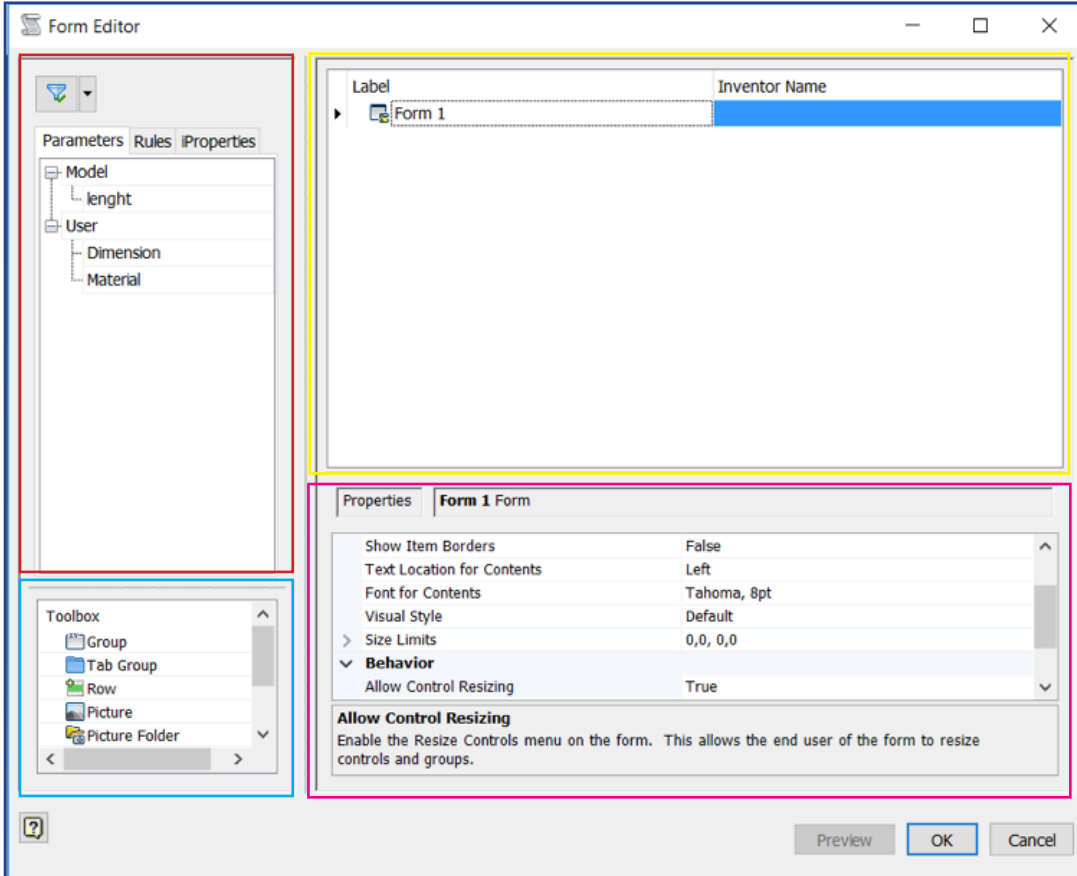 Form Editor
Parameters Rules iProperties
Model
lenght
User
Dimension
Material
Toolbox
Group
Tab Group
Row
Picture
Picture Folder
Label Inventor Name
Form 1
Properties Form 1 Form
Show Item Borders False
Text Location for Contents Left
Font for Contents Tahoma, 8pt
Visual Style Default
Size Limits 0,0, 0,0
Behavior
Allow Control Resizing True
Allow Control Resizing
Enable the Resize Controls menu on the form. This allows the end user of the form to resize
controls and groups.
Preview OK Cancel